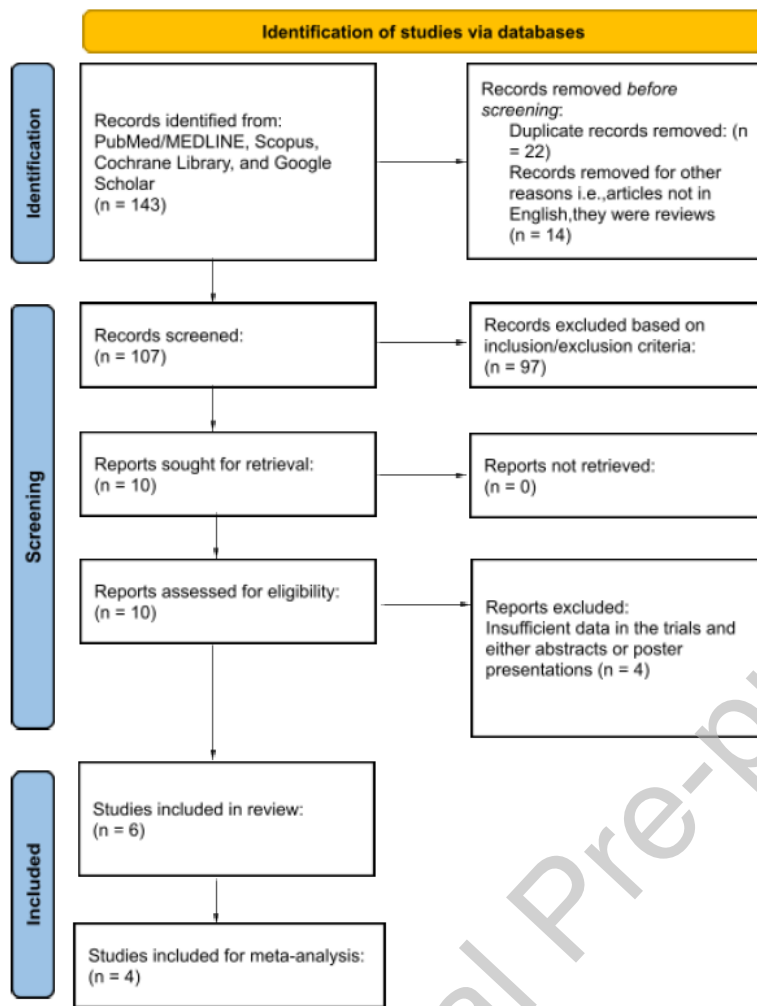 Identification of studies via databases
Identification
Records identified from:
PubMed/MEDLINE, Scopus,
Cochrane Library, and Google
Scholar
(n = 143)
Records removed before
screening:
Duplicate records removed: (n
= 22)
Records removed for other
reasons i.e.,articles not in
English,they were reviews
(n = 14)
Screening
Records screened:
(n = 107)
Records excluded based on
inclusion/exclusion criteria:
(n = 97)
Reports sought for retrieval:
(n = 10)
Reports not retrieved:
(n = 0)
Reports assessed for eligibility:
(n = 10)
Reports excluded:
Insufficient data in the trials and
either abstracts or poster
presentations (n = 4)
Included
Studies included in review:
(n = 6)
Studies included for meta-analysis:
(n = 4)